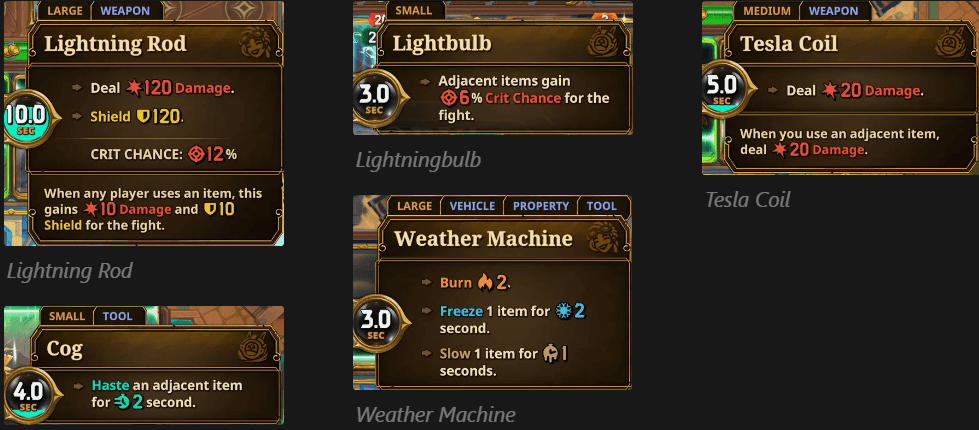 LARGE WEAPON
Lightning Rod
Deal 120 Damage.
Shield 120.
CRIT CHANCE: 12%
10.0
SEC
When any player uses an item, this
gains 10 Damage and 10
Shield for the fight.
Lightning Rod
SMALL TOOL
Cog
4.0
SEC
Haste an adjacent item
for 2 second.
SMALL
Lightbulb
3.0
SEC
Adjacent items gain
6% Crit Chance for the
fight.
Lightningbulb
LARGE VEHICLE PROPERTY TOOL
Weather Machine
3.0
SEC
Burn 2.
Freeze 1 item for 2
second.
Slow 1 item for 1
seconds.
Weather Machine
MEDIUM WEAPON
Tesla Coil
5.0
SEC
Deal 20 Damage.
When you use an adjacent item,
deal 20 Damage.
Tesla Coil